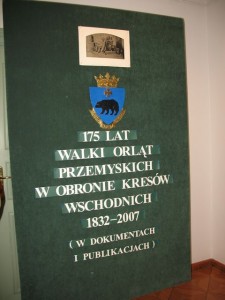 175 LAT
WALKI ORLĄT
PRZEMYSKICH
W OBRONIE KRESÓW
WSCHODNICH
1832-2007
(W DOKUMENTACH
I PUBLIKACJACH)